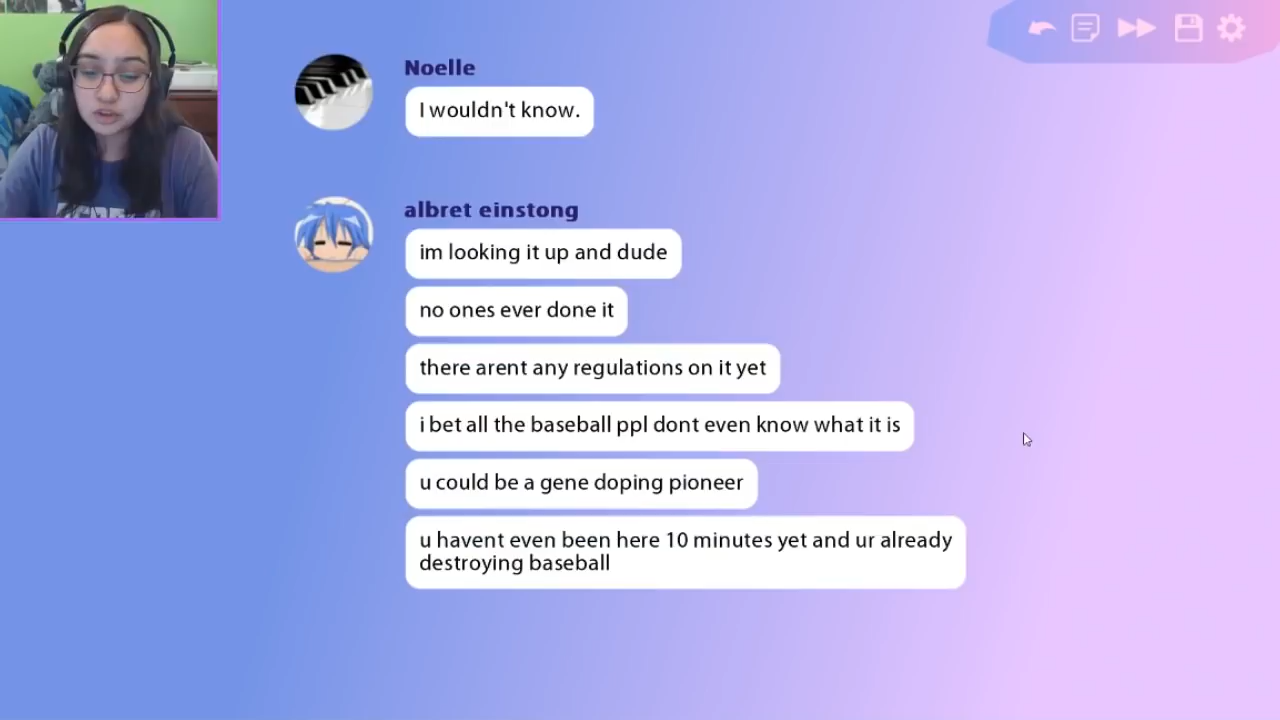 Noelle
I wouldn't know.
albret einstong
im looking it up and dude
no ones ever done it
there arent any regulations on it yet
i bet all the baseball ppl dont even know what it is
u could be a gene doping pioneer
u havent even been here 10 minutes yet and ur already
destroying baseball